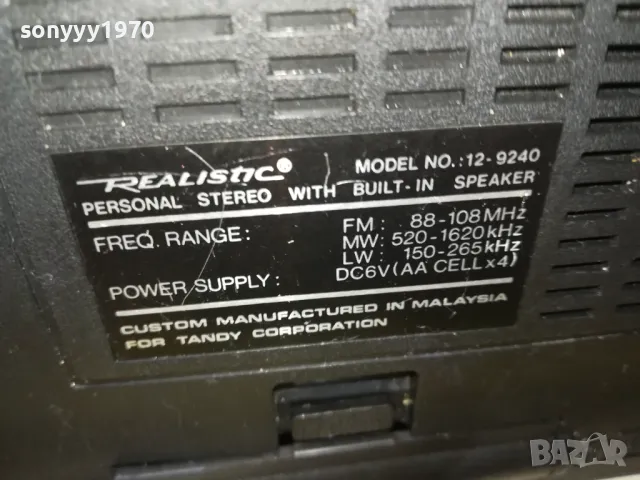 sonyyy1970
REALISTIC® MODEL NO.:12-9240
PERSONAL STEREO WITH BUILT-IN SPEAKER
FREQ. RANGE: FM: 88-108MHz
MW: 520-1620kHz
LW: 150-265kHz
POWER SUPPLY: DC6V(AA CELLx4)
CUSTOM MANUFACTURED IN MALAYSIA
FOR TANDY CORPORATION
BAZAR